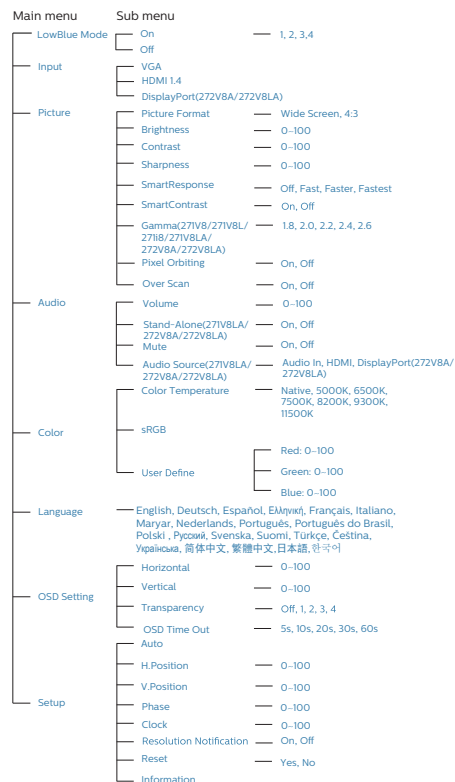 Main menu Sub menu
LowBlue Mode On 1, 2, 3,4
Off
Input VGA
HDMI 1.4
DisplayPort(272V8A/272V8LA)
Picture Picture Format Wide Screen, 4:3
Brightness 0-100
Contrast 0-100
Sharpness 0-100
SmartResponse Off, Fast, Faster, Fastest
SmartContrast On, Off
Gamma(271V8/271V8L/ 1.8, 2.0, 2.2, 2.4, 2.6
271i8/271V8LA/
272V8A/272V8LA)
Pixel Orbiting On, Off
Over Scan On, Off
Audio Volume 0-100
Stand-Alone(271V8LA/ On, Off
272V8A/272V8LA)
Mute On, Off
Audio Source(271V8LA/ Audio In, HDMI, DisplayPort(272V8A/
272V8A/272V8LA) 272V8LA)
Color Temperature Native, 5000K, 6500K,
7500K, 8200K, 9300K,
11500K
Color sRGB
Red: 0-100
User Define Green: 0-100
Blue: 0-100
Language English, Deutsch, Español, Ελληνική, Français, Italiano,
Maryar, Nederlands, Português, Português do Brasil,
Polski , Русский, Svenska, Suomi, Türkçe, Čeština,
Українська, 简体中文, 繁體中文,日本語,한국어
Horizontal 0-100
Vertical 0-100
OSD Setting Transparency Off, 1, 2, 3, 4
OSD Time Out 5s, 10s, 20s, 30s, 60s
Auto
H.Position 0-100
V.Position 0-100
Setup Phase 0-100
Clock 0-100
Resolution Notification On, Off
Reset Yes, No
Information